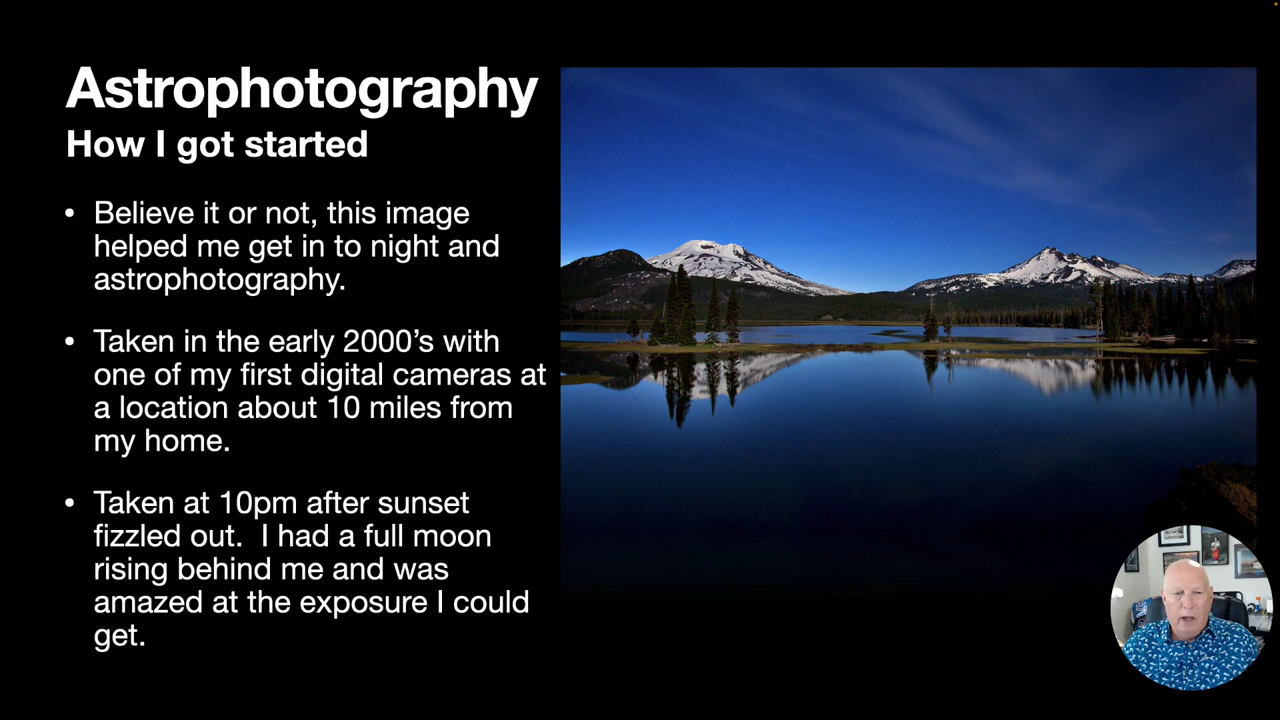 Astrophotography
How I got started
• Believe it or not, this image
helped me get in to night and
astrophotography.
• Taken in the early 2000’s with
one of my first digital cameras at
a location about 10 miles from
my home.
• Taken at 10pm after sunset
fizzled out.  I had a full moon
rising behind me and was
amazed at the exposure I could
get.